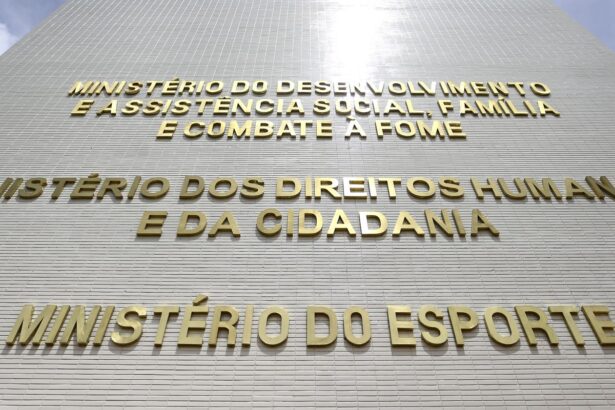 MINISTÉRIO DO DESENVOLVIMENTO
E ASSISTÊNCIA SOCIAL, FAMÍLIA
E COMBATE À FOME
NISTÉRIO DOS DIREITOS HUMAN
E DA CIDADANIA
MINISTÉRIO DO ESPORTE